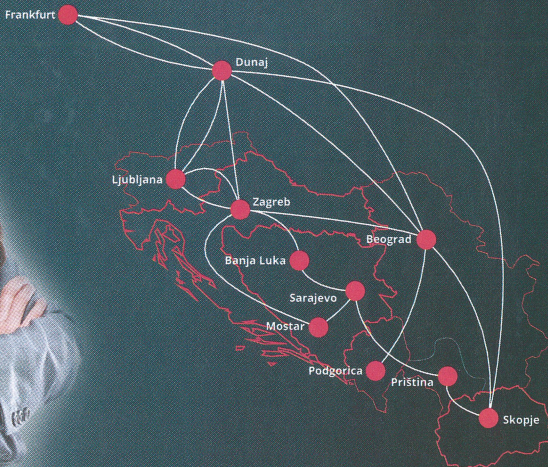 Frankfurt
Dunaj
Ljubljana
Zagreb
Beograd
Banja Luka
Sarajevo
Mostar
Podgorica
Priština
Skopje